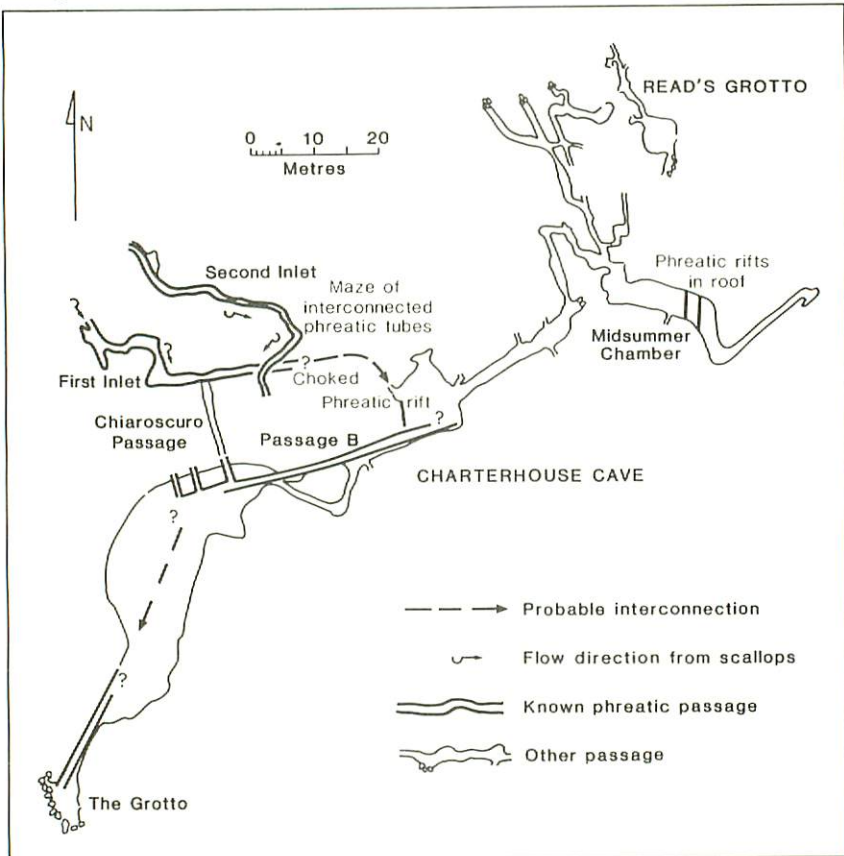 READ'S GROTTO
N
0 10 20
Metres
Second Inlet
Maze of
interconnected
phreatic tubes
Phreatic rifts
in roof
Midsummer
Chamber
?
First Inlet
Choked
Phreatic rift
Chiaroscuro
Passage
Passage B
?
CHARTERHOUSE CAVE
?
Probable interconnection
Flow direction from scallops
?
Known phreatic passage
Other passage
The Grotto